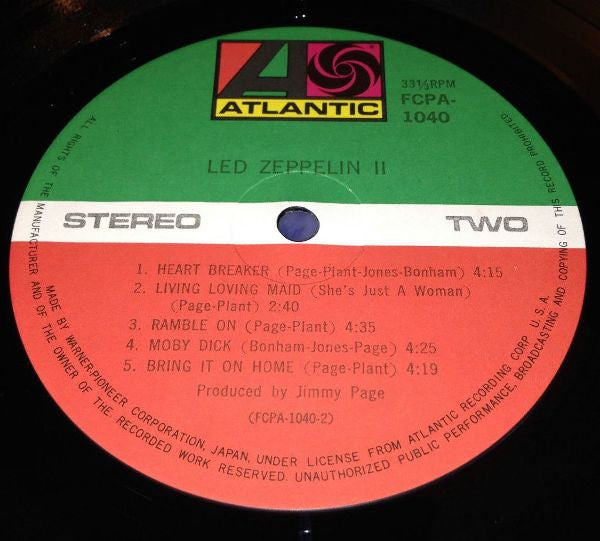 ATLANTIC
33⅓RPM
FCPA-
1040
LED ZEPPELIN II
STEREO
TWO
1. HEART BREAKER (Page-Plant-Jones-Bonham) 4:15
2. LIVING LOVING MAID (She's Just A Woman)
(Page-Plant) 2:40
3. RAMBLE ON (Page-Plant) 4:35
4. MOBY DICK (Bonham-Jones-Page) 4:25
5. BRING IT ON HOME (Page-Plant) 4:19
Produced by Jimmy Page
(FCPA-1040-2)
MADE BY WARNER-PIONEER CORPORATION, JAPAN, UNDER LICENSE FROM ATLANTIC RECORDING CORP. U.S.A.
ALL RIGHTS OF THE MANUFACTURER AND OF THE OWNER OF THE RECORDED WORK RESERVED. UNAUTHORIZED PUBLIC PERFORMANCE, BROADCASTING AND COPYING OF THIS RECORD PROHIBITED